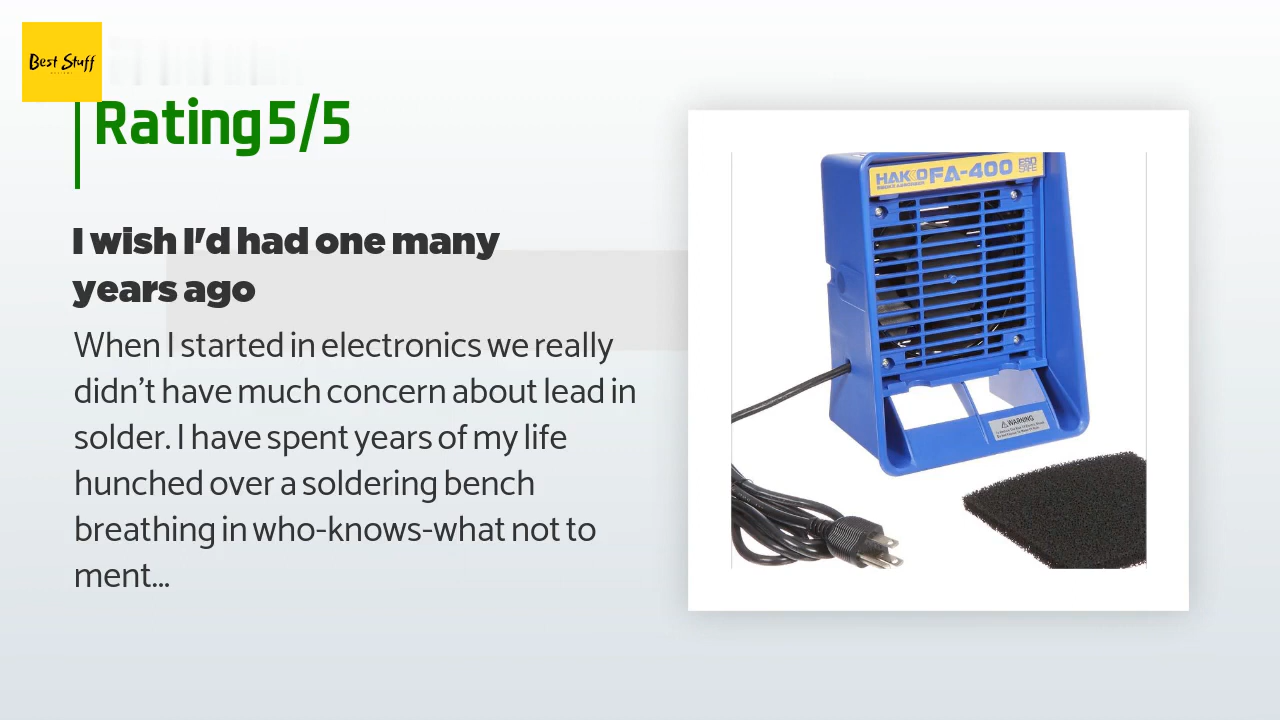 Best Stuff
Rating 5/5
I wish I'd had one many
years ago
When I started in electronics we really
didn't have much concern about lead in
solder. I have spent years of my life
hunched over a soldering bench
breathing in who-knows-what not to
ment...
HAKKO FA-400 ESD
SAFE
WARNING